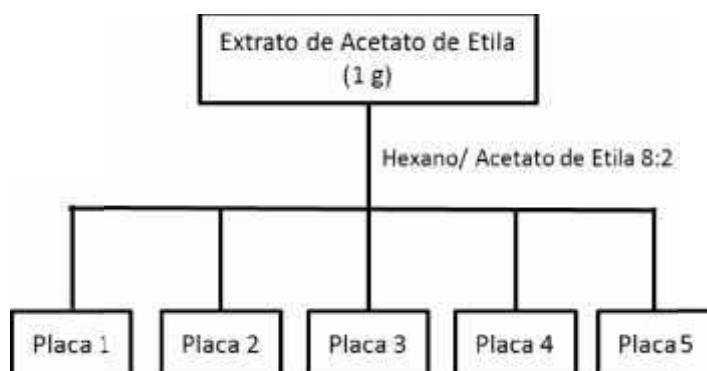 Extrato de Acetato de Etila
(1 g)
Hexano/ Acetato de Etila 8:2
Placa 1
Placa 2
Placa 3
Placa 4
Placa 5